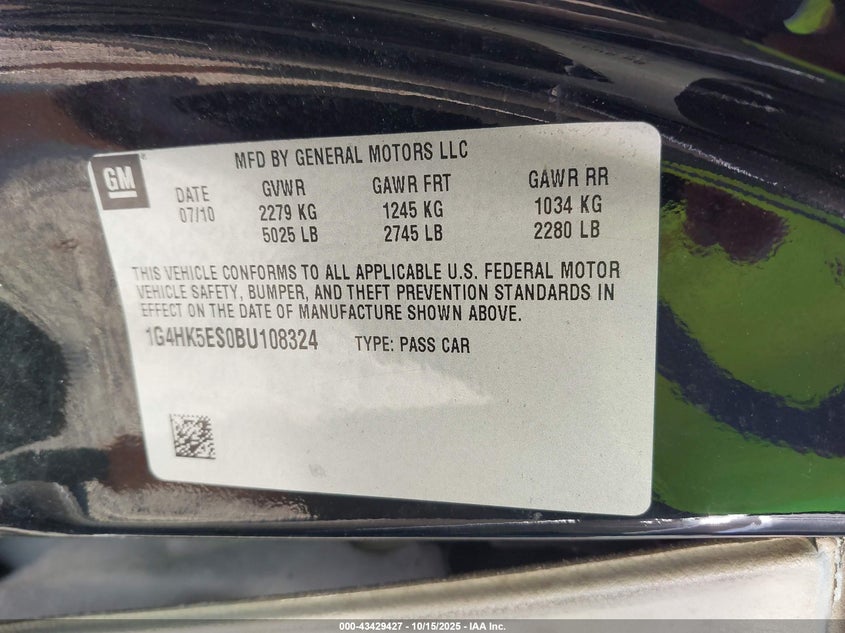 GM
MFD BY GENERAL MOTORS LLC
DATE GVWR GAWR FRT GAWR RR
07/10 2279 KG 1245 KG 1034 KG
5025 LB 2745 LB 2280 LB
THIS VEHICLE CONFORMS TO ALL APPLICABLE U.S. FEDERAL MOTOR
VEHICLE SAFETY, BUMPER, AND THEFT PREVENTION STANDARDS IN
EFFECT ON THE DATE OF MANUFACTURE SHOWN ABOVE.
1G4HK5ES0BU108324 TYPE: PASS CAR
000-43429427 - 10/15/2025 - IAA Inc.